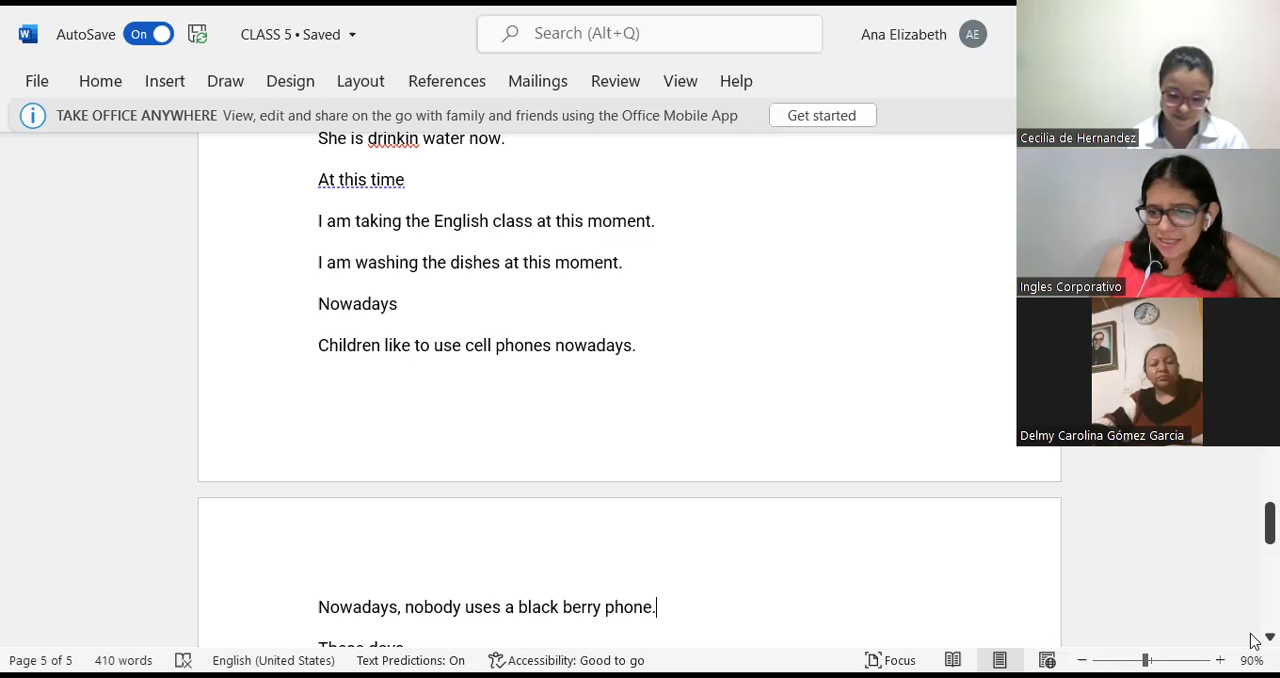 AutoSave On CLASS 5 • Saved Search (Alt+Q) Ana Elizabeth AE
File Home Insert Draw Design Layout References Mailings Review View Help
TAKE OFFICE ANYWHERE View, edit and share on the go with family and friends using the Office Mobile App Get started
She is drinkin water now.
At this time
I am taking the English class at this moment.
I am washing the dishes at this moment.
Nowadays
Children like to use cell phones nowadays.
Nowadays, nobody uses a black berry phone.
These days
Page 5 of 5 410 words English (United States) Text Predictions: On Accessibility: Good to go Focus 90%
Cecilia de Hernandez
Ingles Corporativo
Delmy Carolina Gómez Garcia